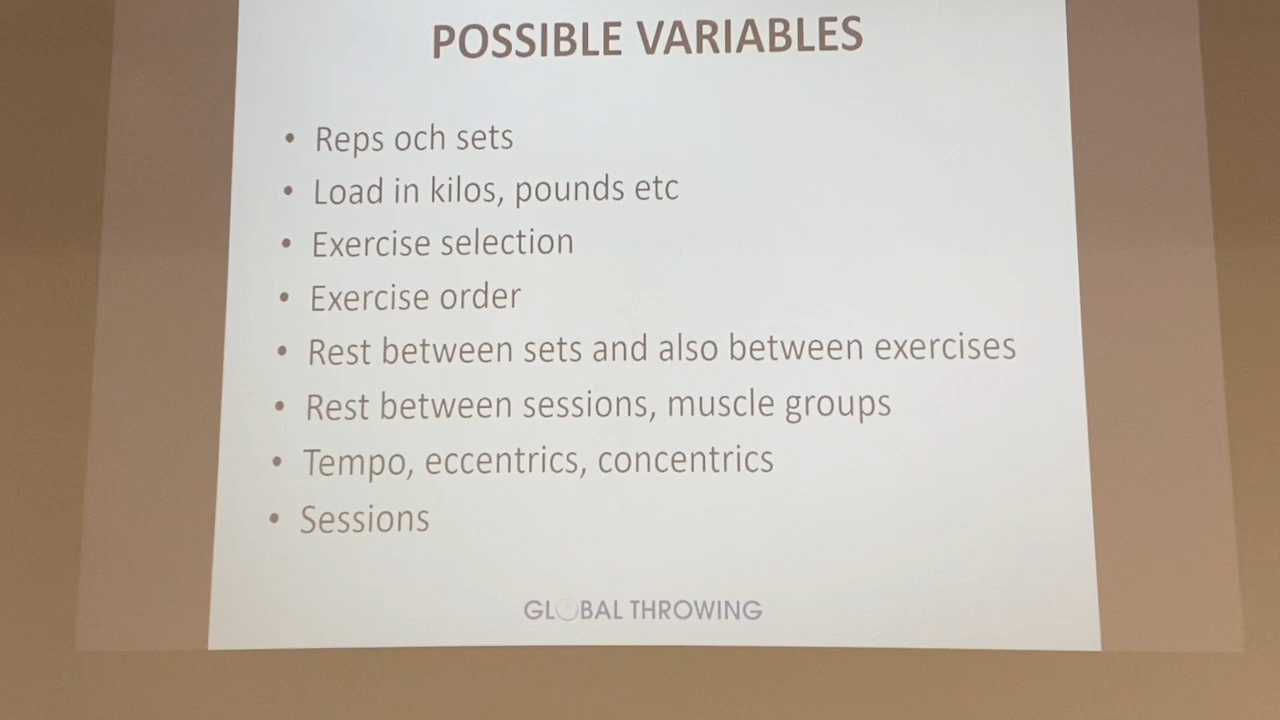 POSSIBLE VARIABLES
• Reps och sets
• Load in kilos, pounds etc
• Exercise selection
• Exercise order
• Rest between sets and also between exercises
• Rest between sessions, muscle groups
• Tempo, eccentrics, concentrics
• Sessions
GLOBAL THROWING